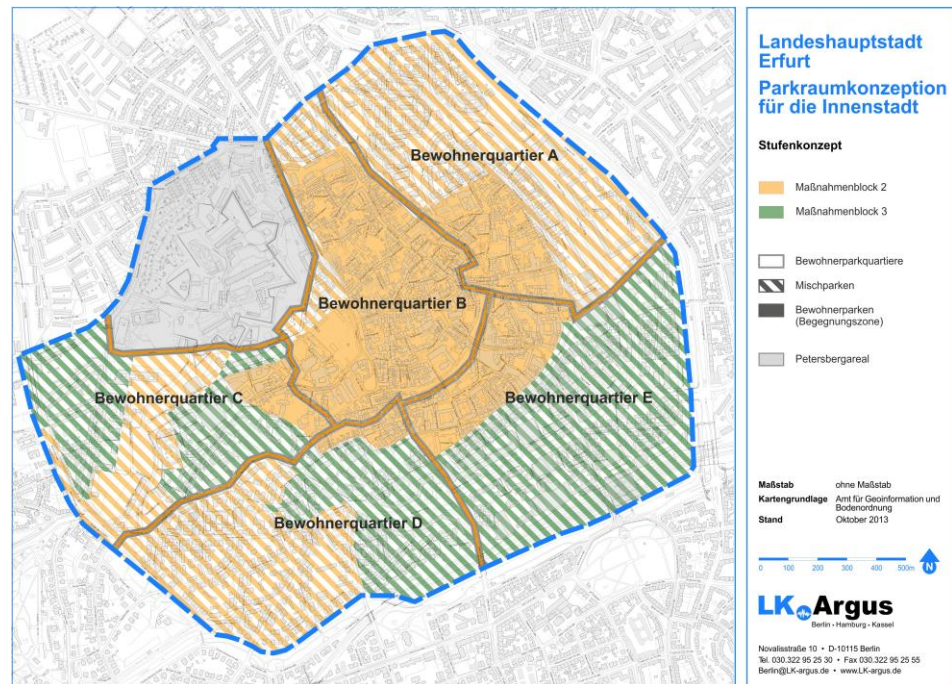 Bewohnerquartier A
Bewohnerquartier B
Bewohnerquartier C
Bewohnerquartier E
Bewohnerquartier D
Landeshauptstadt
Erfurt
Parkraumkonzeption
für die Innenstadt
Stufenkonzept
Maßnahmenblock 2
Maßnahmenblock 3
Bewohnerparkquartiere
Mischparken
Bewohnerparken
(Begegnungszone)
Petersbergareal
Maßstab ohne Maßstab
Kartengrundlage Amt für Geoinformation und
Bodenordnung
Stand Oktober 2013
0 100 200 300 400 500m
N
LK Argus
Berlin • Hamburg • Kassel
Novalisstraße 10 • D-10115 Berlin
Tel. 030.322 95 25 30 • Fax 030.322 95 25 55
Berlin@LK-argus.de • www.LK-argus.de